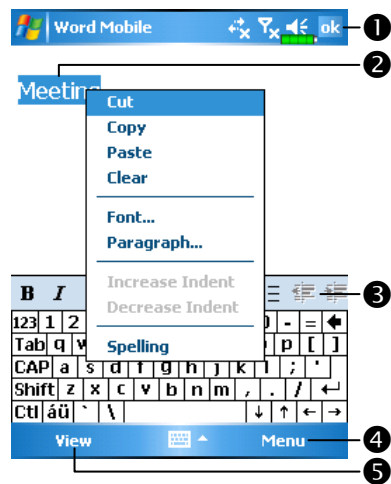 Word Mobile ok
1
2
Meeting
Cut
Copy
Paste
Clear
Font...
Paragraph...
Increase Indent
Decrease Indent
Spelling
B I
3
123 1 2 - =
Tab q p [ ]
CAP a s d f g h j k l ; '
Shift z x c v b n m , . /
Ctl áü ` \
View Menu
4
5